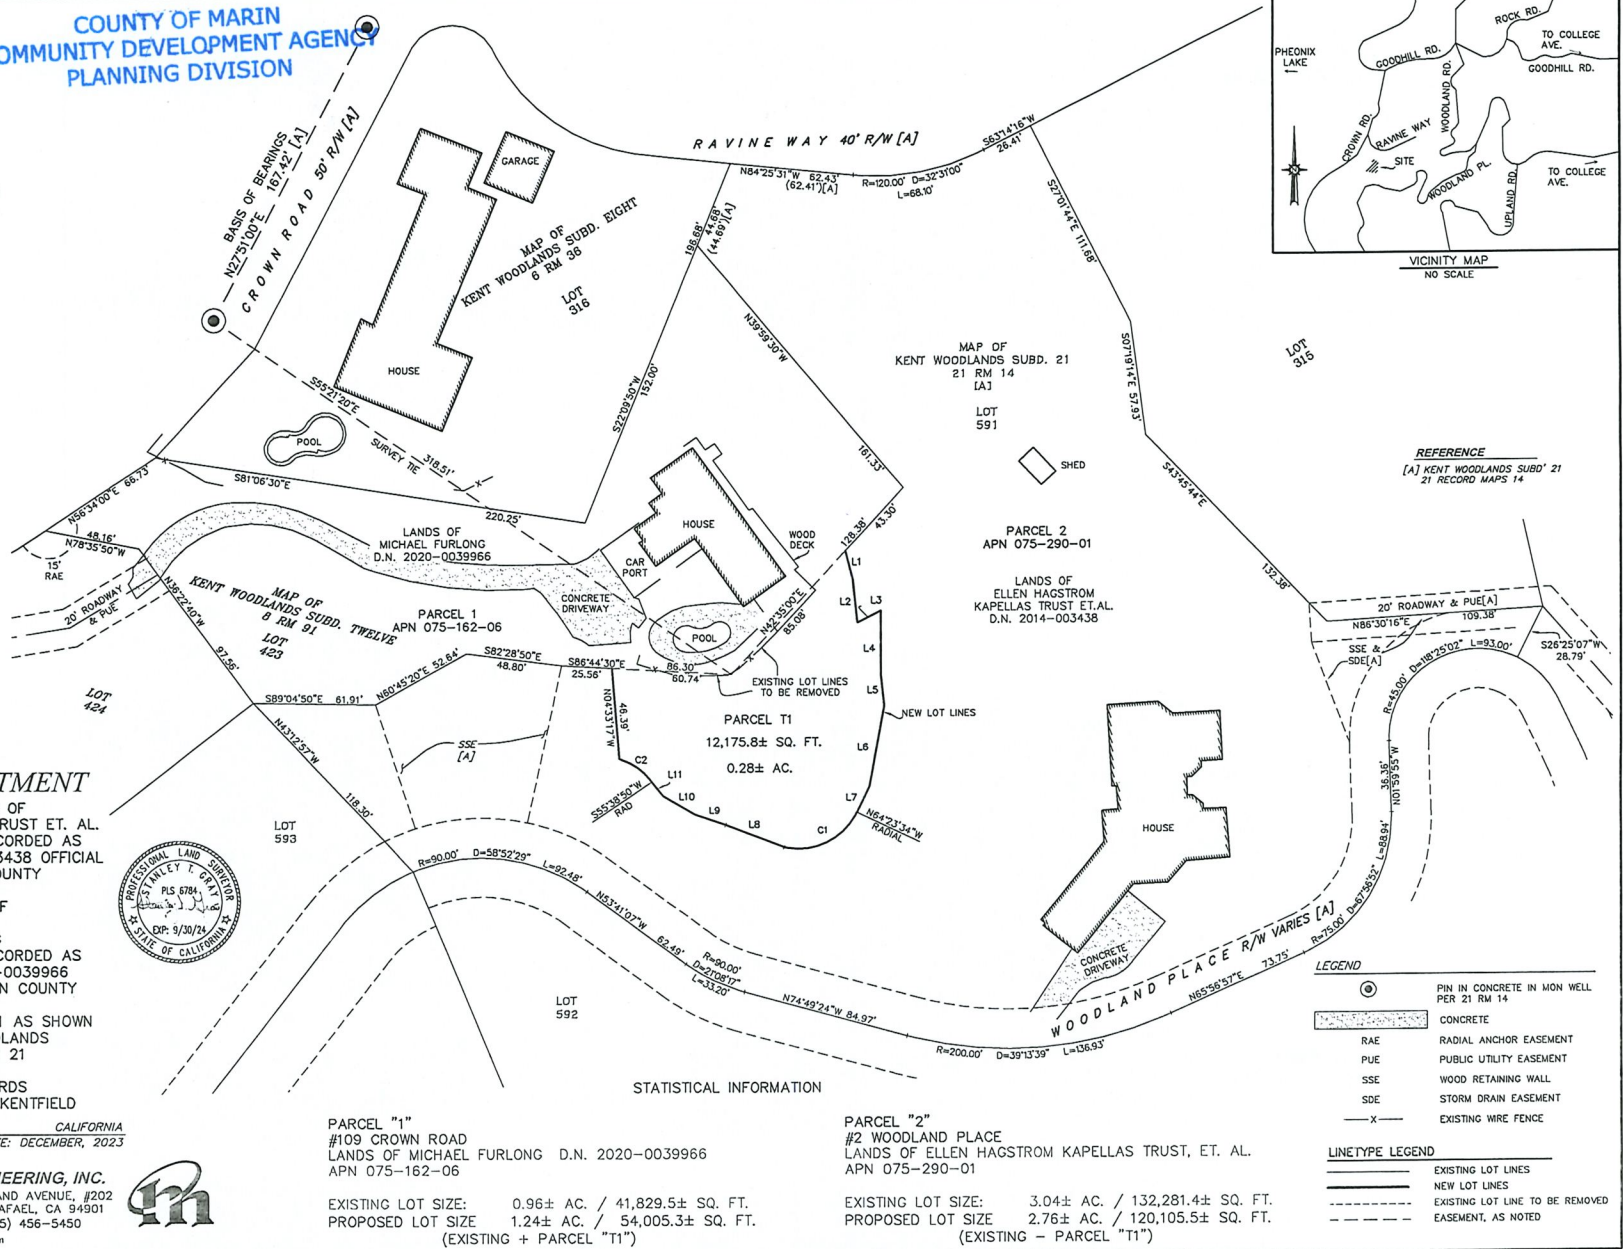 COUNTY OF MARIN
OMMUNITY DEVELOPMENT AGENCY
PLANNING DIVISION
BASIS OF BEARINGS
N27°51'00"E 167.42' [A]
CROWN ROAD 50' R/W [A]
GARAGE
HOUSE
MAP OF
KENT WOODLANDS SUBD. EIGHT
6 RM 36
LOT
316
RAVINE WAY 40' R/W [A]
N84°25'31"W 62.43'
(62.41')[A]
R=120.00' D=32°31'00"
L=68.10'
S63°14'16"W
26.41'
196.68'
44.68'
(44.69')[A]
S27°01'44"E 111.68'
N39°59'30"W
161.33'
S22°09'50"W
152.00'
S07°19'14"E 57.93'
S43°45'44"E
132.38'
MAP OF
KENT WOODLANDS SUBD. 21
21 RM 14
[A]
LOT
591
SHED
LOT
315
PHEONIX
LAKE
GOODHILL RD.
ROCK RD.
TO COLLEGE
AVE.
GOODHILL RD.
WOODLAND RD.
CROWN RD.
RAVINE WAY
SITE
WOODLAND PL.
UPLAND RD.
TO COLLEGE
AVE.
VICINITY MAP
NO SCALE
REFERENCE
[A] KENT WOODLANDS SUBD' 21
21 RECORD MAPS 14
S55°21'20"E
SURVEY TIE
318.51'
POOL
S81°06'30"E
220.25'
N56°34'00"E 66.73'
48.16'
N78°35'50"W
15'
RAE
20' ROADWAY
& PUE
N36°22'40"W
97.56'
LANDS OF
MICHAEL FURLONG
D.N. 2020-0039966
MAP OF
KENT WOODLANDS SUBD. TWELVE
8 RM 91
LOT
423
PARCEL 1
APN 075-162-06
CAR
PORT
CONCRETE
DRIVEWAY
HOUSE
WOOD
DECK
POOL
128.38'
43.30'
N42°35'00"E
85.08'
L1
L2
L3
L4
L5
L6
L7
PARCEL 2
APN 075-290-01
LANDS OF
ELLEN HAGSTROM
KAPELLAS TRUST ET.AL.
D.N. 2014-003438
20' ROADWAY & PUE[A]
N86°30'16"E
109.38'
SSE &
SDE[A]
S26°25'07"W
28.79'
R=45.00' D=118°25'02" L=93.00'
LOT
424
S89°04'50"E 61.91'
N60°45'20"E 52.64'
S82°28'50"E
48.80'
S86°44'30"E
25.56'
86.30'
60.74'
EXISTING LOT LINES
TO BE REMOVED
NEW LOT LINES
N43°12'57"W
118.30'
SSE
[A]
N04°33'17"W
46.39'
PARCEL T1
12,175.8± SQ. FT.
0.28± AC.
C2
L11
L10
L9
L8
C1
S55°38'50"W
RAD
N64°23'34"W
RADIAL
36.36'
N01°59'55"W
HOUSE
CONCRETE
DRIVEWAY
LOT
593
LOT
592
R=90.00' D=58°52'29" L=92.48'
N53°41'07"W
62.49'
R=90.00'
D=21°08'17"
L=33.20'
N74°49'24"W 84.97'
R=200.00' D=39°13'39" L=136.93'
WOODLAND PLACE R/W VARIES [A]
N65°56'57"E 73.75'
R=75.00' D=67°56'52" L=88.94'
TMENT
OF
RUST ET. AL.
CORDED AS
3438 OFFICIAL
OUNTY
F
CORDED AS
-0039966
N COUNTY
N AS SHOWN
DLANDS
21
RDS
KENTFIELD
CALIFORNIA
E: DECEMBER, 2023
EERING, INC.
AND AVENUE, #202
AFAEL, CA 94901
5) 456-5450
PROFESSIONAL LAND SURVEYOR
STANLEY T. GRAY
PLS 6784
EXP: 9/30/24
STATE OF CALIFORNIA
STATISTICAL INFORMATION
PARCEL "1"
#109 CROWN ROAD
LANDS OF MICHAEL FURLONG D.N. 2020-0039966
APN 075-162-06
EXISTING LOT SIZE: 0.96± AC. / 41,829.5± SQ. FT.
PROPOSED LOT SIZE 1.24± AC. / 54,005.3± SQ. FT.
(EXISTING + PARCEL "T1")
PARCEL "2"
#2 WOODLAND PLACE
LANDS OF ELLEN HAGSTROM KAPELLAS TRUST, ET. AL.
APN 075-290-01
EXISTING LOT SIZE: 3.04± AC. / 132,281.4± SQ. FT.
PROPOSED LOT SIZE 2.76± AC. / 120,105.5± SQ. FT.
(EXISTING - PARCEL "T1")
LEGEND
PIN IN CONCRETE IN MON WELL
PER 21 RM 14
CONCRETE
RAE RADIAL ANCHOR EASEMENT
PUE PUBLIC UTILITY EASEMENT
SSE WOOD RETAINING WALL
SDE STORM DRAIN EASEMENT
x EXISTING WIRE FENCE
LINETYPE LEGEND
EXISTING LOT LINES
NEW LOT LINES
EXISTING LOT LINE TO BE REMOVED
EASEMENT, AS NOTED